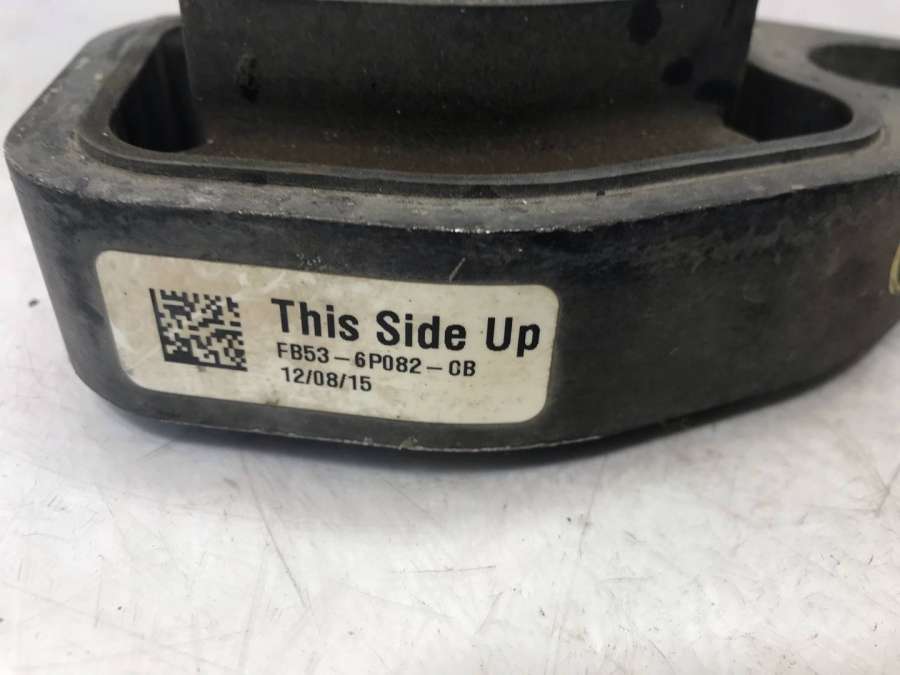 This Side Up
FB53-6P082-CB
12/08/15